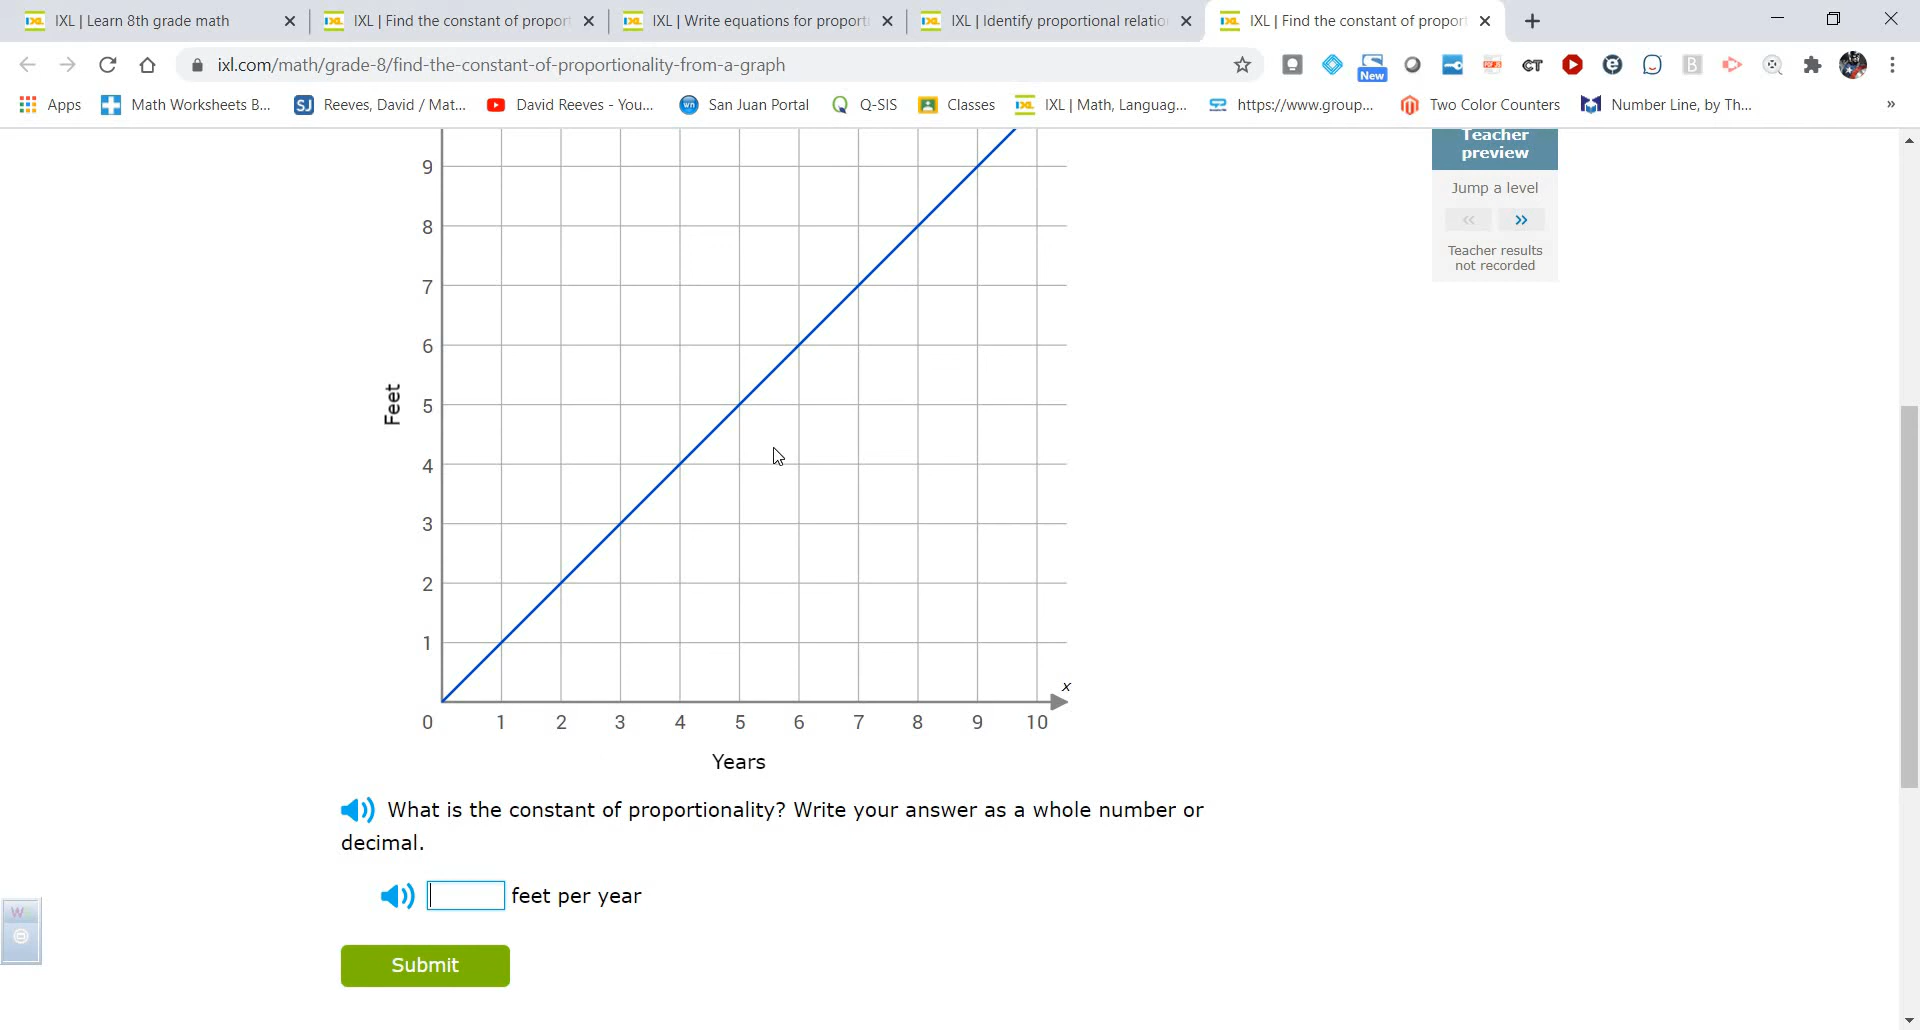 IXL | Learn 8th grade math
IXL | Find the constant of propor
IXL | Write equations for proport
IXL | Identify proportional relatio
IXL | Find the constant of propor
ixl.com/math/grade-8/find-the-constant-of-proportionality-from-a-graph
New
CT
B
Apps
Math Worksheets B...
SJ
Reeves, David / Mat...
David Reeves - You...
wn
San Juan Portal
Q-SIS
Classes
IXL | Math, Languag...
https://www.group...
Two Color Counters
Number Line, by Th...
»
Teacher
preview
Jump a level
« »
Teacher results
not recorded
9
8
7
6
5
4
3
2
1
Feet
x
0 1 2 3 4 5 6 7 8 9 10
Years
What is the constant of proportionality? Write your answer as a whole number or
decimal.
feet per year
Submit
W